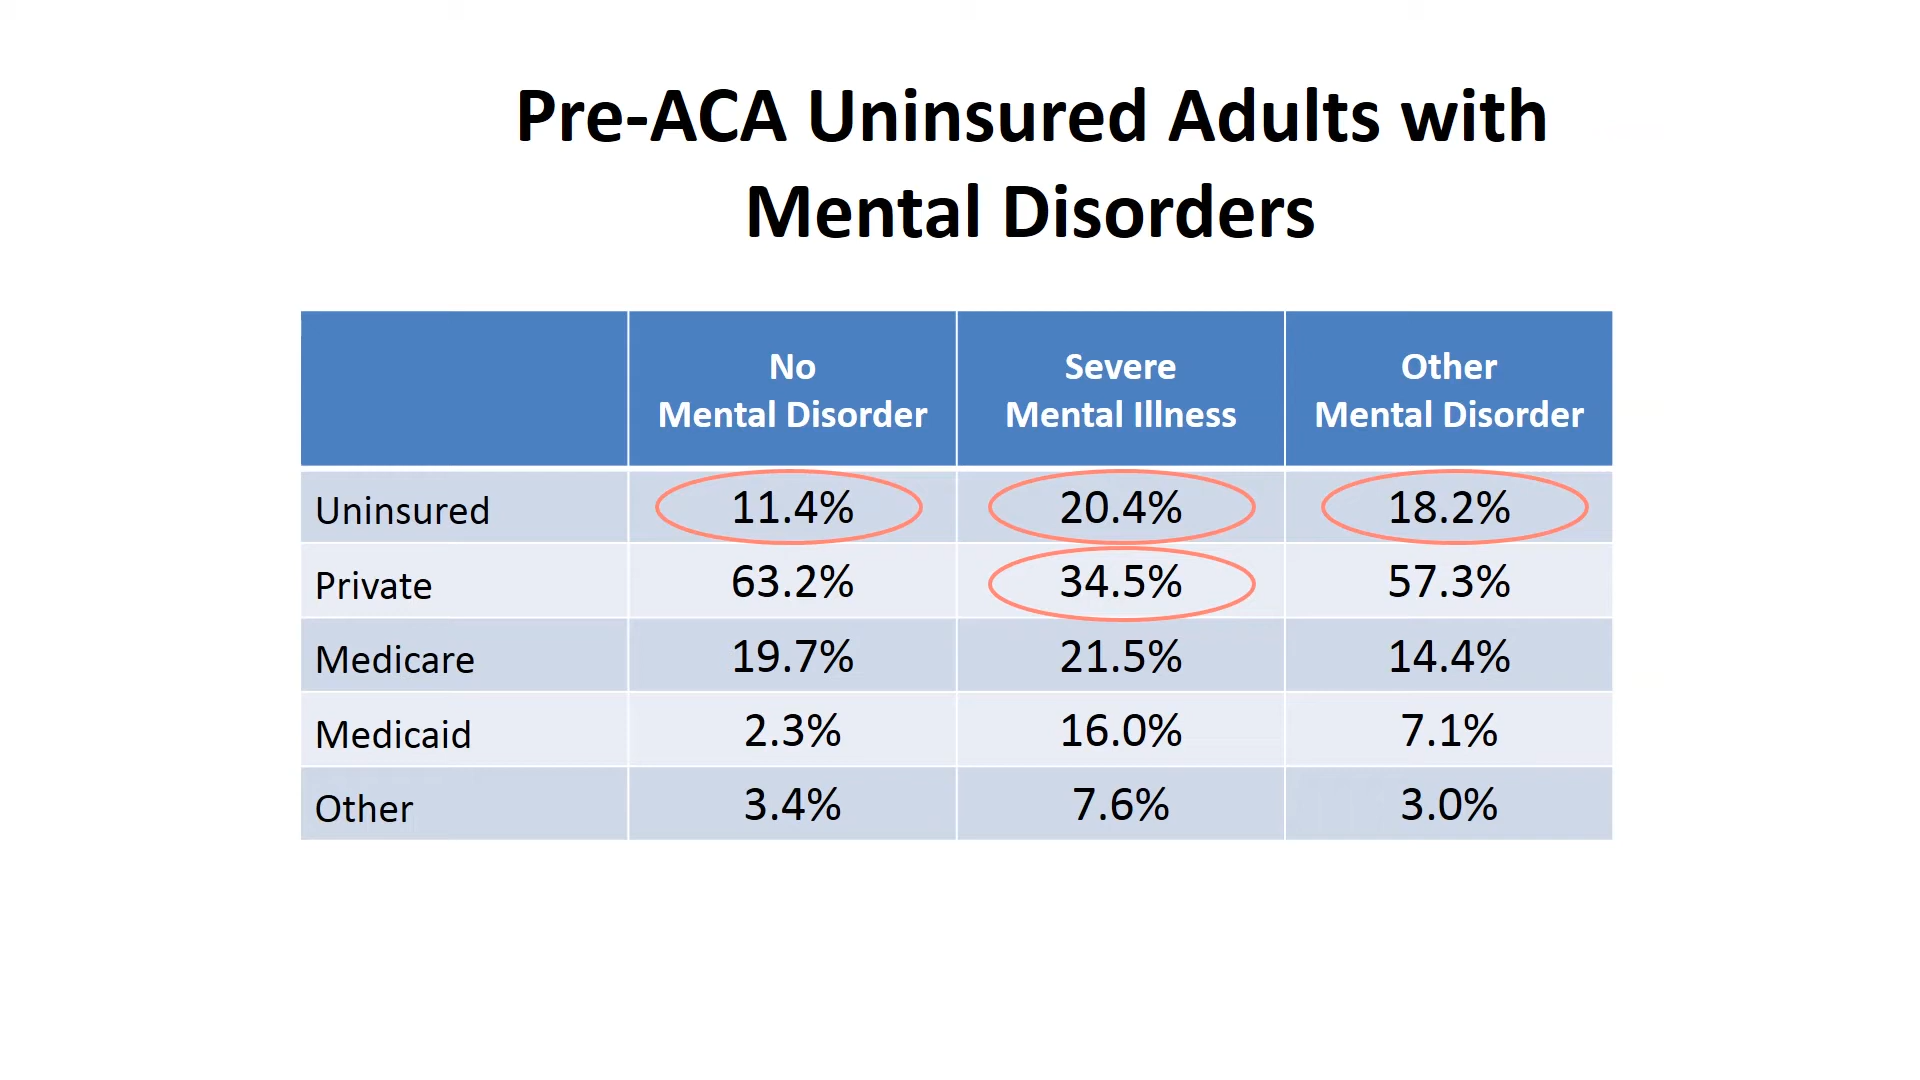 Pre-ACA Uninsured Adults with
Mental Disorders
No
Mental Disorder
Severe
Mental Illness
Other
Mental Disorder
Uninsured 11.4% 20.4% 18.2%
Private 63.2% 34.5% 57.3%
Medicare 19.7% 21.5% 14.4%
Medicaid 2.3% 16.0% 7.1%
Other 3.4% 7.6% 3.0%